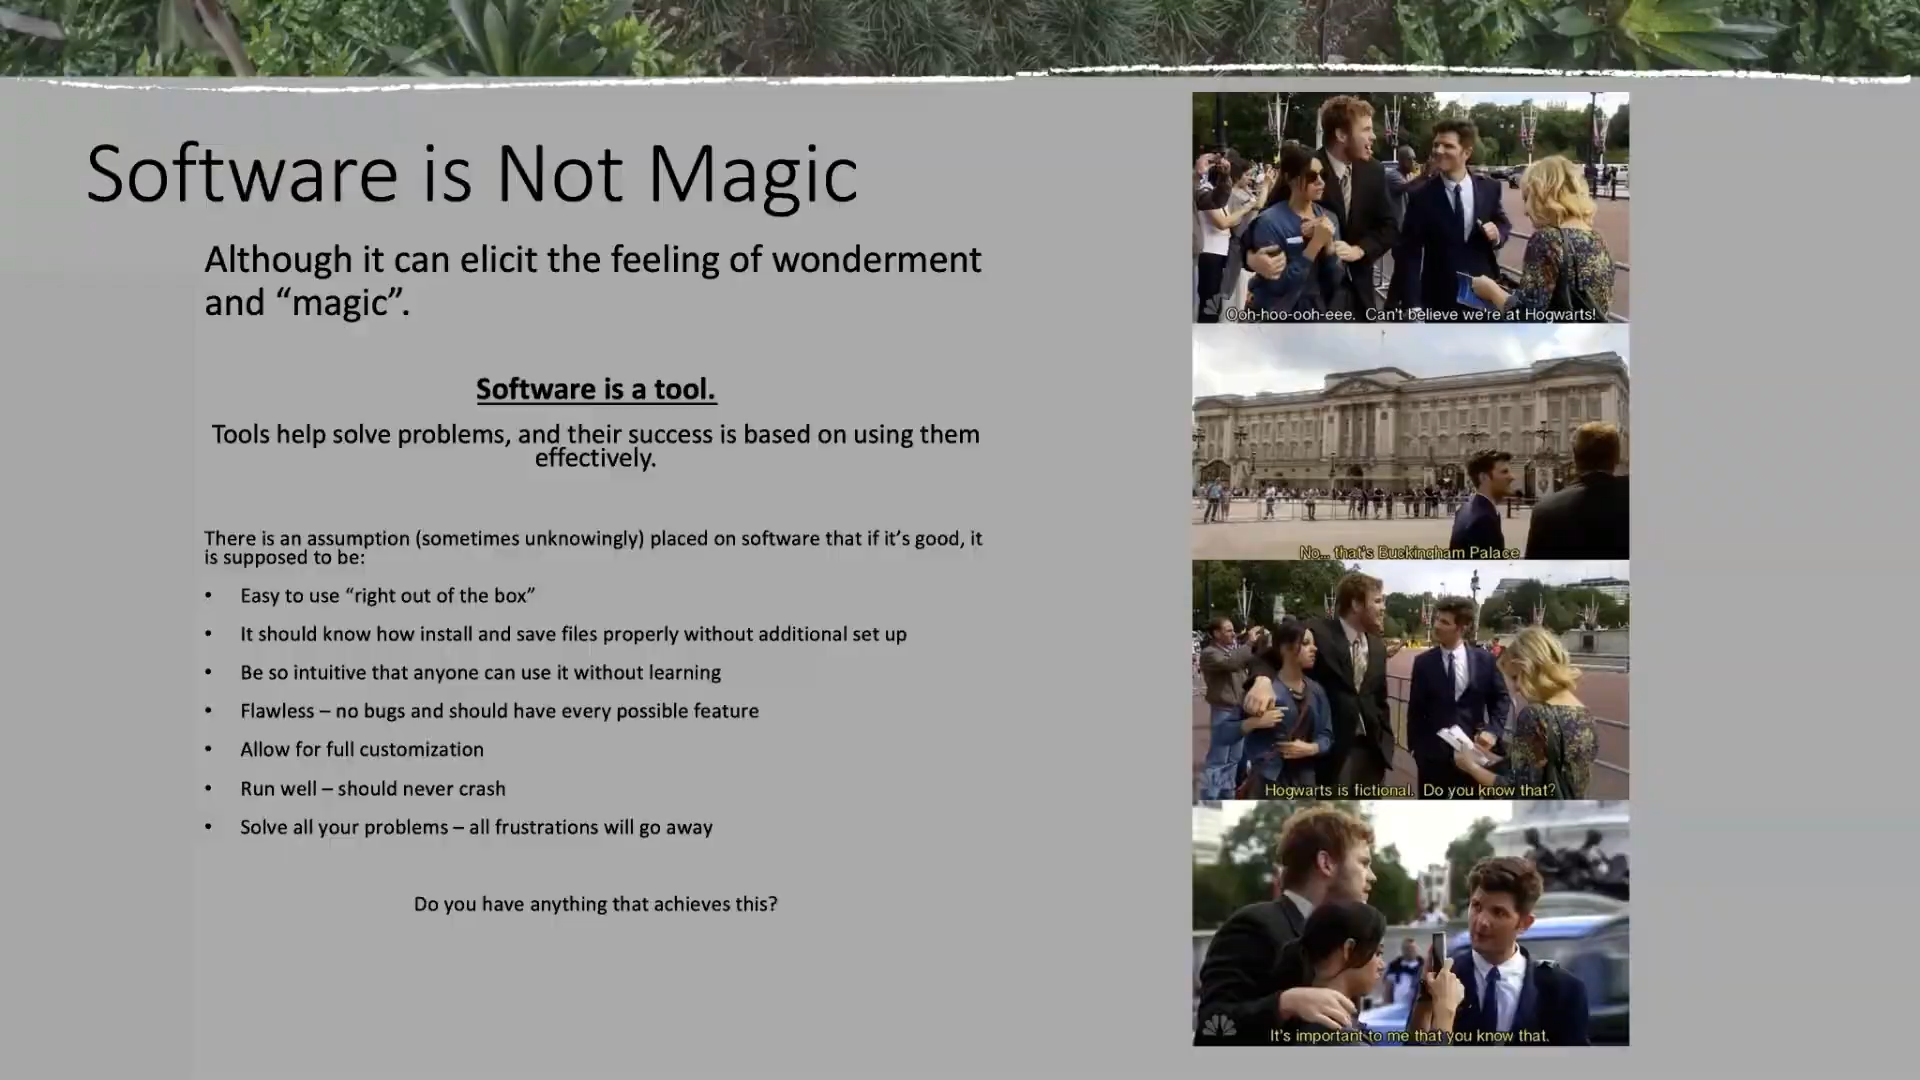 Software is Not Magic
Although it can elicit the feeling of wonderment
and “magic”.
Software is a tool.
Tools help solve problems, and their success is based on using them
effectively.
There is an assumption (sometimes unknowingly) placed on software that if it’s good, it
is supposed to be:
• Easy to use “right out of the box”
• It should know how install and save files properly without additional set up
• Be so intuitive that anyone can use it without learning
• Flawless – no bugs and should have every possible feature
• Allow for full customization
• Run well – should never crash
• Solve all your problems – all frustrations will go away
Do you have anything that achieves this?
Ooh-hoo-ooh-eee. Can't believe we're at Hogwarts!
No... that's Buckingham Palace
Hogwarts is fictional. Do you know that?
It's important to me that you know that.